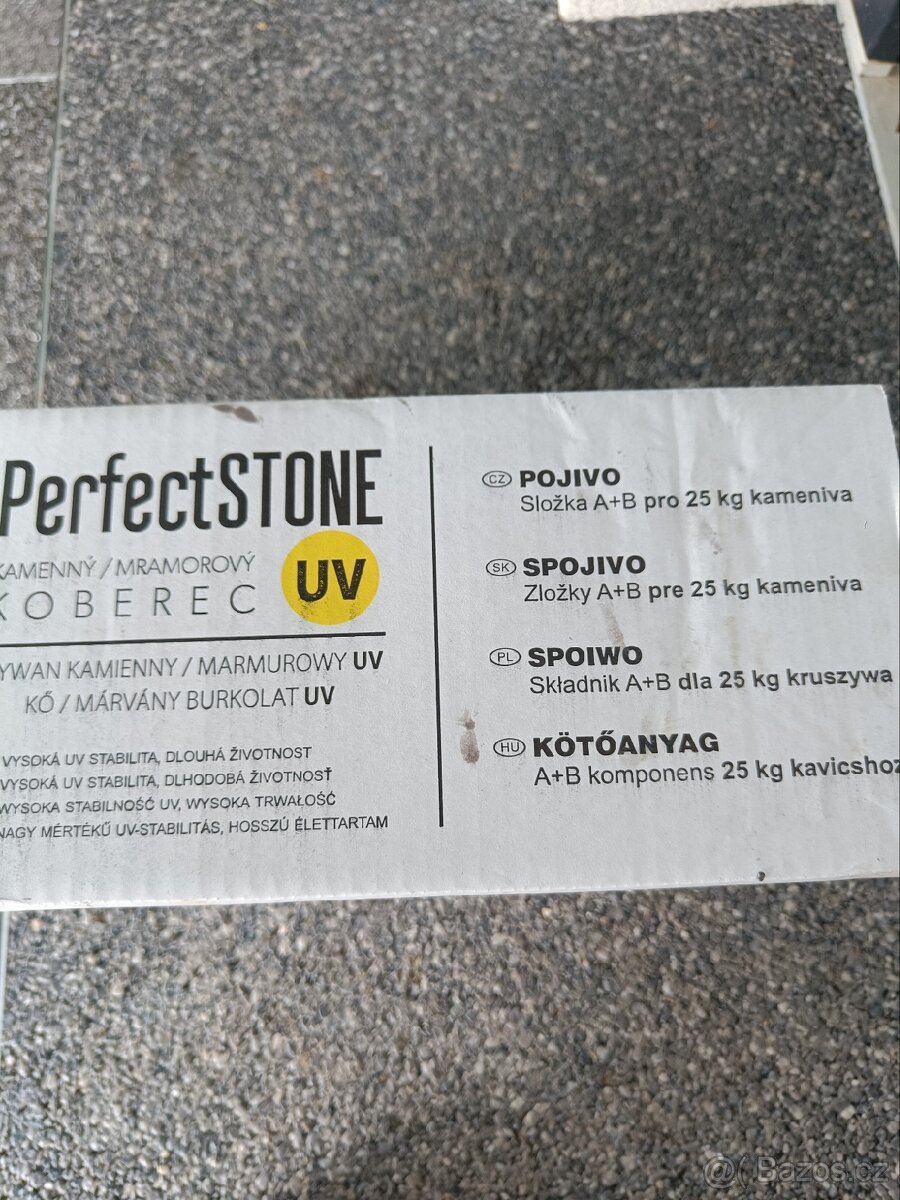 PerfectSTONE
KAMENNÝ / MRAMOROVÝ
KOBEREC
UV
YWAN KAMIENNY / MARMUROWY UV
KŐ / MÁRVÁNY BURKOLAT UV
VYSOKÁ UV STABILITA, DLOUHÁ ŽIVOTNOST
VYSOKÁ UV STABILITA, DLHODOBÁ ŽIVOTNOSŤ
WYSOKA STABILNOŚĆ UV, WYSOKA TRWAŁOŚĆ
NAGY MÉRTÉKŰ UV-STABILITÁS, HOSSZÚ ÉLETTARTAM
CZ POJIVO
Složka A+B pro 25 kg kameniva
SK SPOJIVO
Zložky A+B pre 25 kg kameniva
PL SPOIWO
Składnik A+B dla 25 kg kruszywa
HU KÖTŐANYAG
A+B komponens 25 kg kavicshoz
@( Bazos.cz